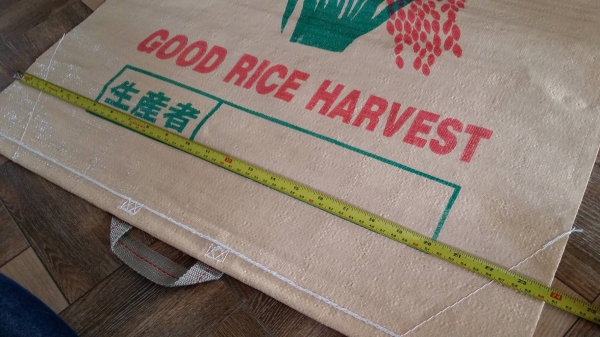 GOOD RICE HARVEST
生産者